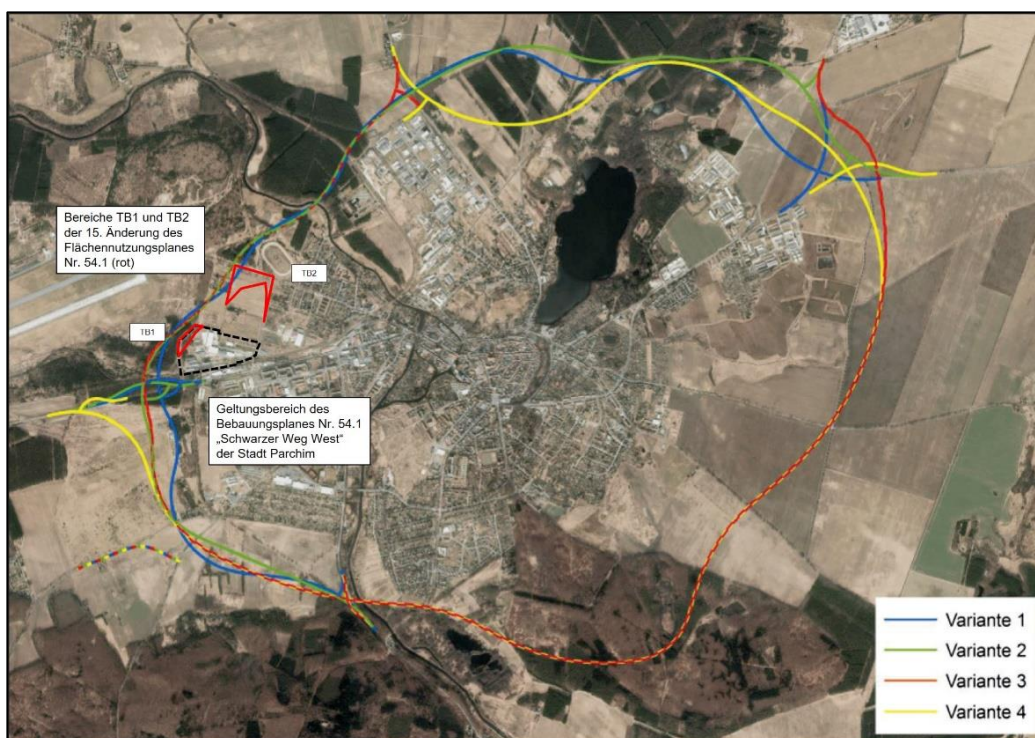 Bereiche TB1 und TB2
der 15. Änderung des
Flächennutzungsplanes
Nr. 54.1 (rot)
TB2
TB1
Geltungsbereich des
Bebauungsplanes Nr. 54.1
„Schwarzer Weg West“
der Stadt Parchim
Variante 1
Variante 2
Variante 3
Variante 4